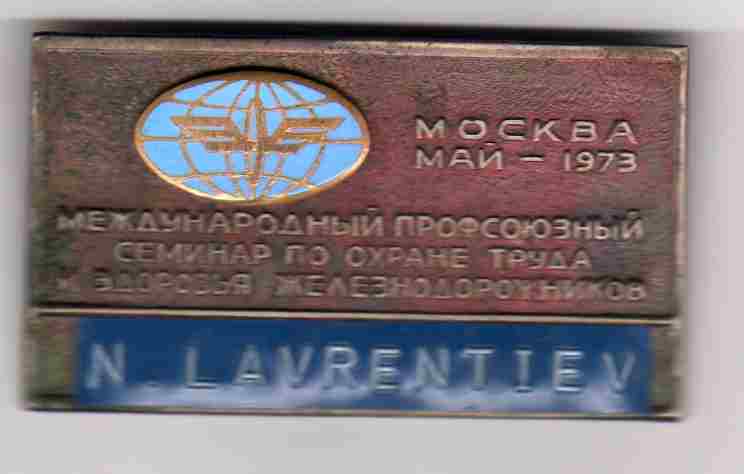 МОСКВА
МАЙ – 1973
МЕЖДУНАРОДНЫЙ ПРОФСОЮЗНЫЙ
СЕМИНАР ПО ОХРАНЕ ТРУДА
И ЗДОРОВЬЯ ЖЕЛЕЗНОДОРОЖНИКОВ
N. LAVRENTIEV